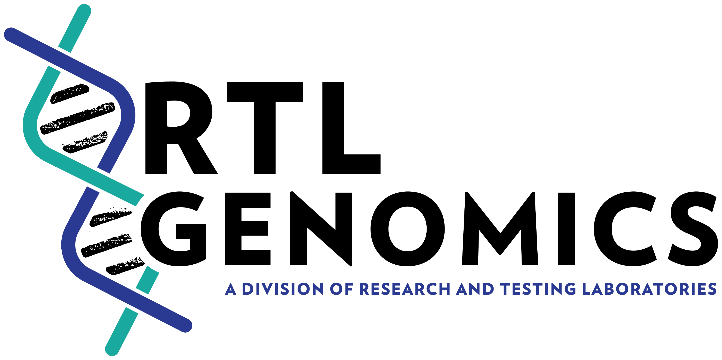 RTL
GENOMICS
A DIVISION OF RESEARCH AND TESTING LABORATORIES